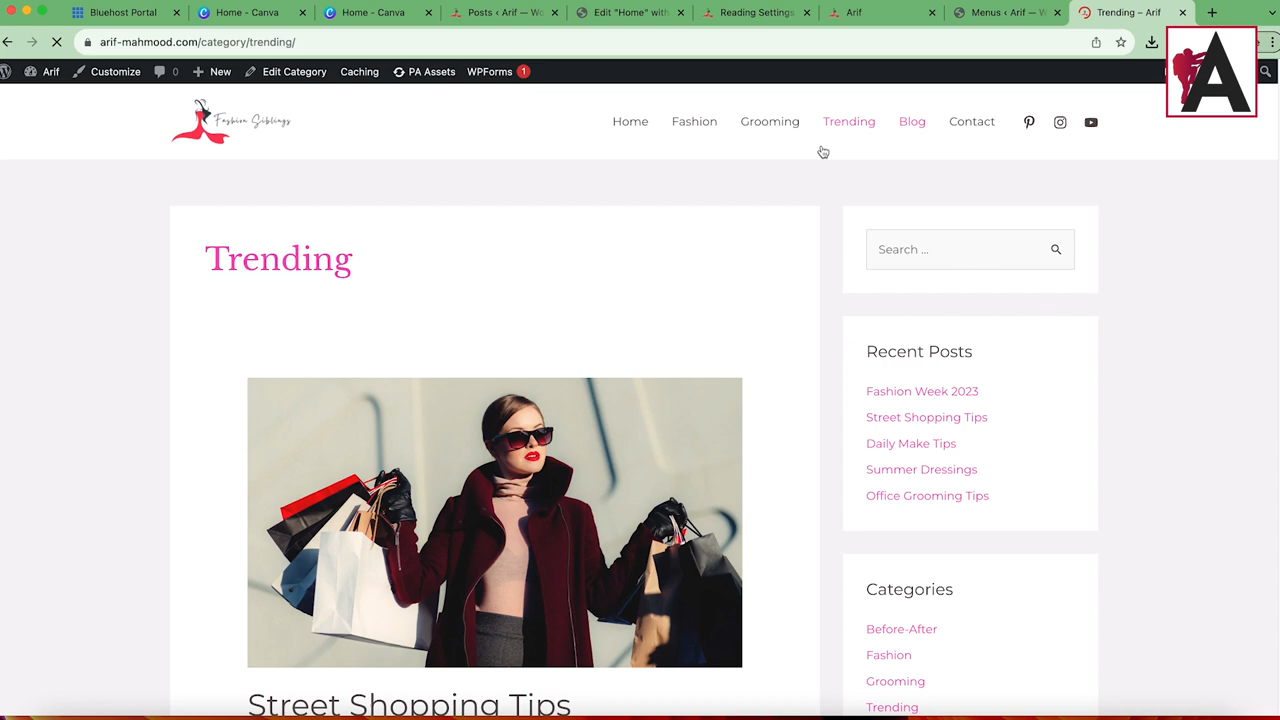 Bluehost Portal
Home - Canva
Home - Canva
Posts ‹ Arif — Wo
Edit "Home" with
Reading Settings
Arif
Menus ‹ Arif — W
Trending – Arif
arif-mahmood.com/category/trending/
Arif
Customize
0
New
Edit Category
Caching
PA Assets
WPForms 1
A
Fashion Siblings
Home
Fashion
Grooming
Trending
Blog
Contact
Trending
Search ...
Recent Posts
Fashion Week 2023
Street Shopping Tips
Daily Make Tips
Summer Dressings
Office Grooming Tips
Categories
Before-After
Fashion
Grooming
Trending
Street Shopping Tips